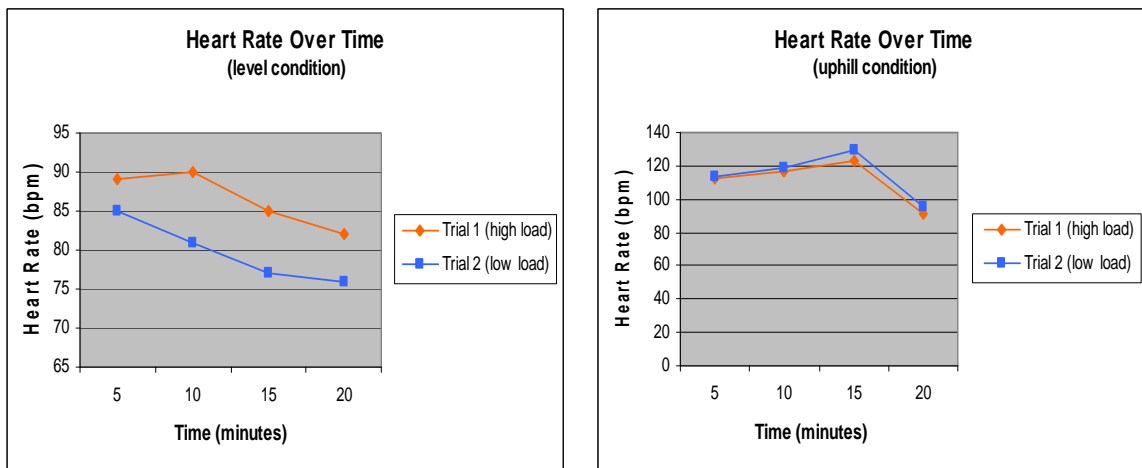 Heart Rate Over Time
(level condition)
95
90
85
80
75
70
65
Heart Rate (bpm)
5 10 15 20
Time (minutes)
Trial 1 (high load)
Trial 2 (low load)
Heart Rate Over Time
(uphill condition)
140
120
100
80
60
40
20
0
Heart Rate (bpm)
5 10 15 20
Time (minutes)
Trial 1 (high load)
Trial 2 (low load)